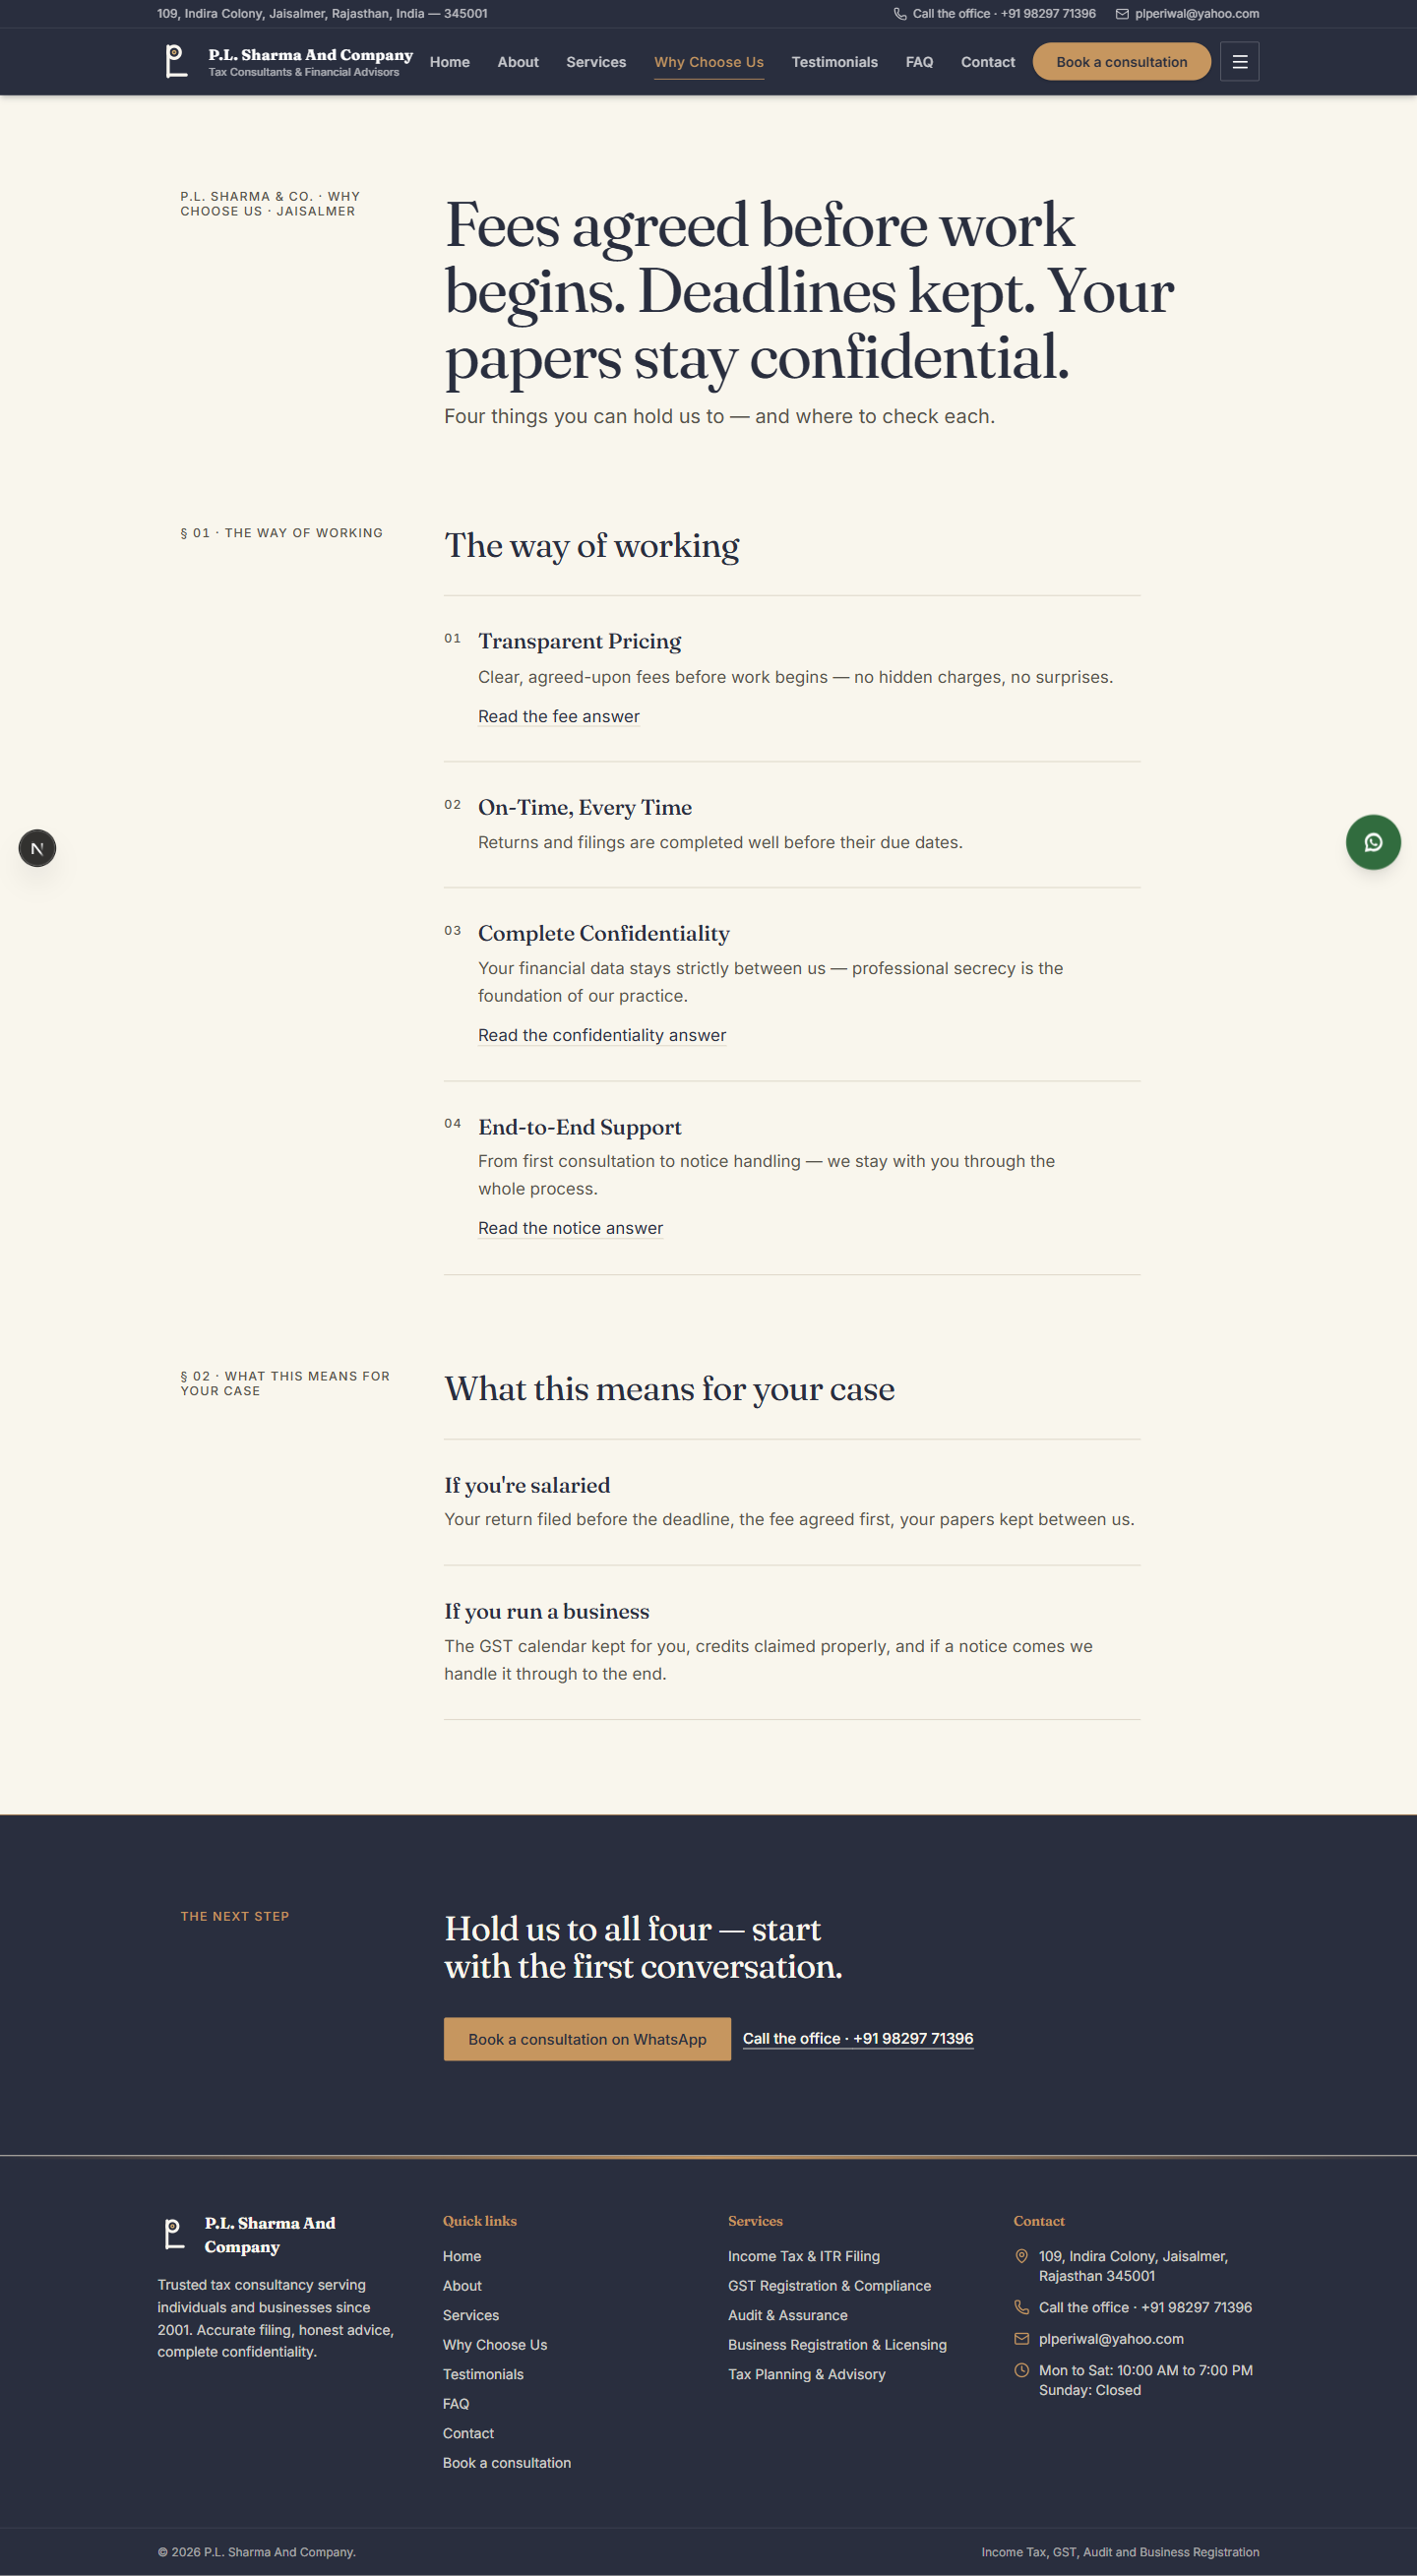 109, Indira Colony, Jaisalmer, Rajasthan, India — 345001
Call the office · +91 98297 71396
plperiwal@yahoo.com
P.L. Sharma And Company
Tax Consultants & Financial Advisors
Home
About
Services
Why Choose Us
Testimonials
FAQ
Contact
Book a consultation
P.L. SHARMA & CO. · WHY
CHOOSE US · JAISALMER
Fees agreed before work
begins. Deadlines kept. Your
papers stay confidential.
Four things you can hold us to — and where to check each.
§ 01 · THE WAY OF WORKING
The way of working
01
Transparent Pricing
Clear, agreed-upon fees before work begins — no hidden charges, no surprises.
Read the fee answer
02
On-Time, Every Time
Returns and filings are completed well before their due dates.
N
03
Complete Confidentiality
Your financial data stays strictly between us — professional secrecy is the
foundation of our practice.
Read the confidentiality answer
04
End-to-End Support
From first consultation to notice handling — we stay with you through the
whole process.
Read the notice answer
§ 02 · WHAT THIS MEANS FOR
YOUR CASE
What this means for your case
If you're salaried
Your return filed before the deadline, the fee agreed first, your papers kept between us.
If you run a business
The GST calendar kept for you, credits claimed properly, and if a notice comes we
handle it through to the end.
THE NEXT STEP
Hold us to all four — start
with the first conversation.
Book a consultation on WhatsApp
Call the office · +91 98297 71396
P.L. Sharma And
Company
Trusted tax consultancy serving
individuals and businesses since
2001. Accurate filing, honest advice,
complete confidentiality.
Quick links
Home
About
Services
Why Choose Us
Testimonials
FAQ
Contact
Book a consultation
Services
Income Tax & ITR Filing
GST Registration & Compliance
Audit & Assurance
Business Registration & Licensing
Tax Planning & Advisory
Contact
109, Indira Colony, Jaisalmer,
Rajasthan 345001
Call the office · +91 98297 71396
plperiwal@yahoo.com
Mon to Sat: 10:00 AM to 7:00 PM
Sunday: Closed
© 2026 P.L. Sharma And Company.
Income Tax, GST, Audit and Business Registration